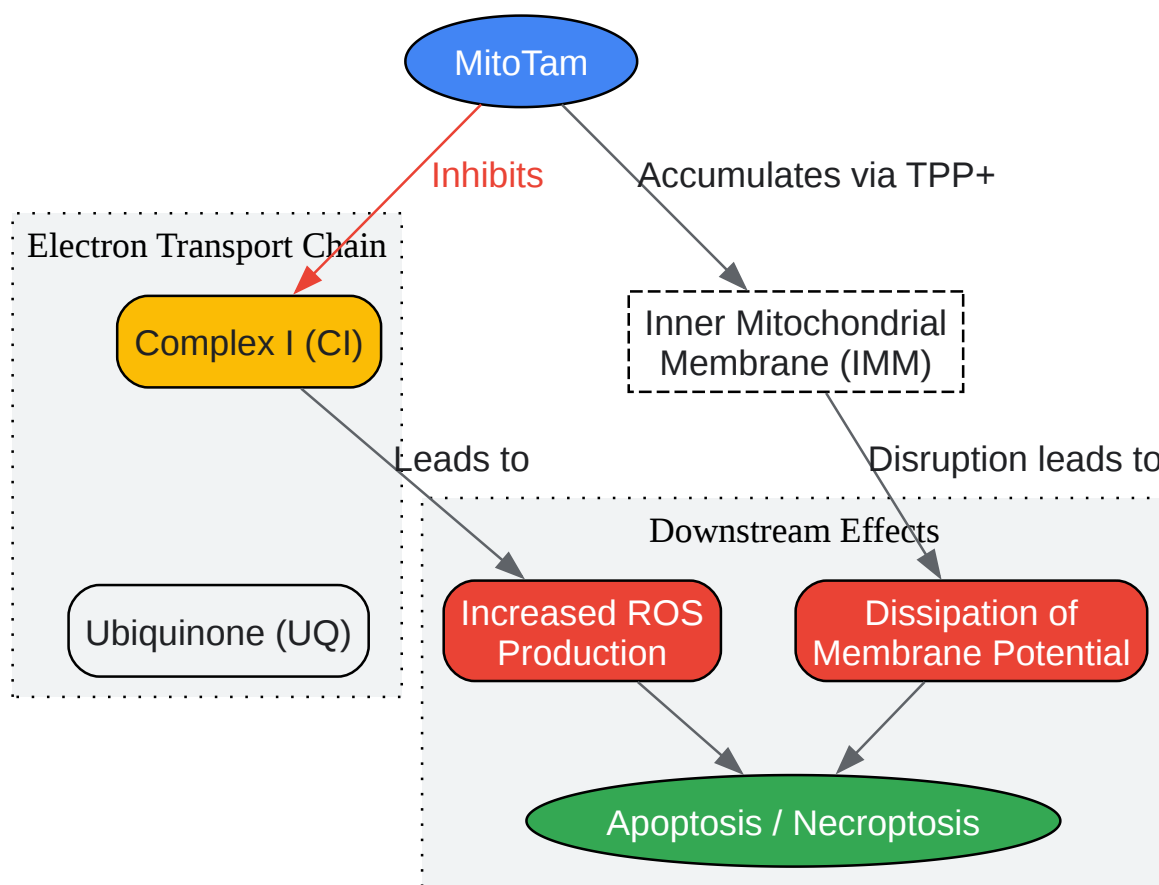 MitoTam
Inhibits
Accumulates via TPP+
Electron Transport Chain
Complex I (CI)
Inner Mitochondrial
Membrane (IMM)
Leads to
Disruption leads to
Downstream Effects
Ubiquinone (UQ)
Increased ROS
Production
Dissipation of
Membrane Potential
Apoptosis / Necroptosis